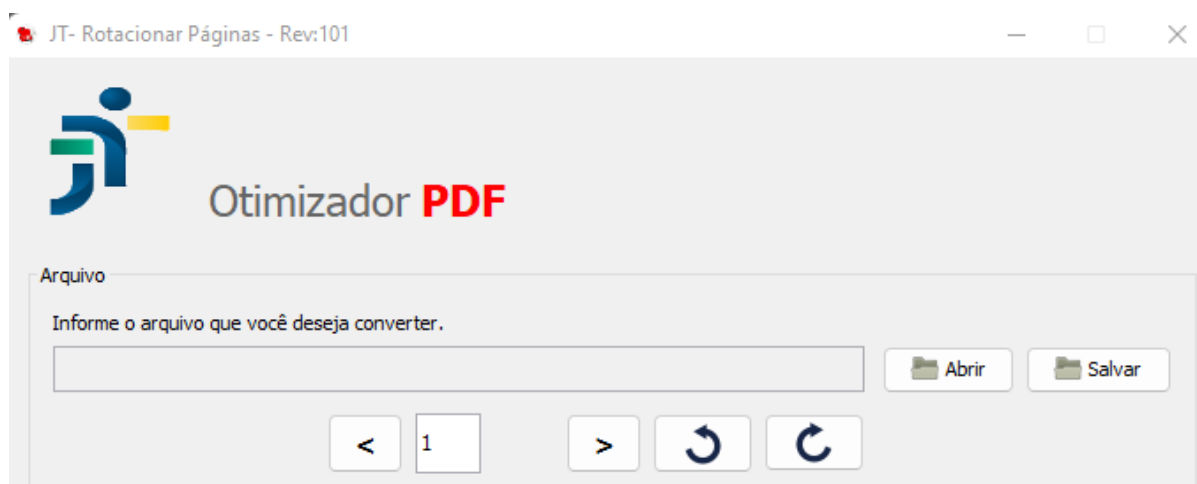 JT- Rotacionar Páginas - Rev:101
Otimizador PDF
Arquivo
Informe o arquivo que você deseja converter.
Abrir
Salvar
< 1 >